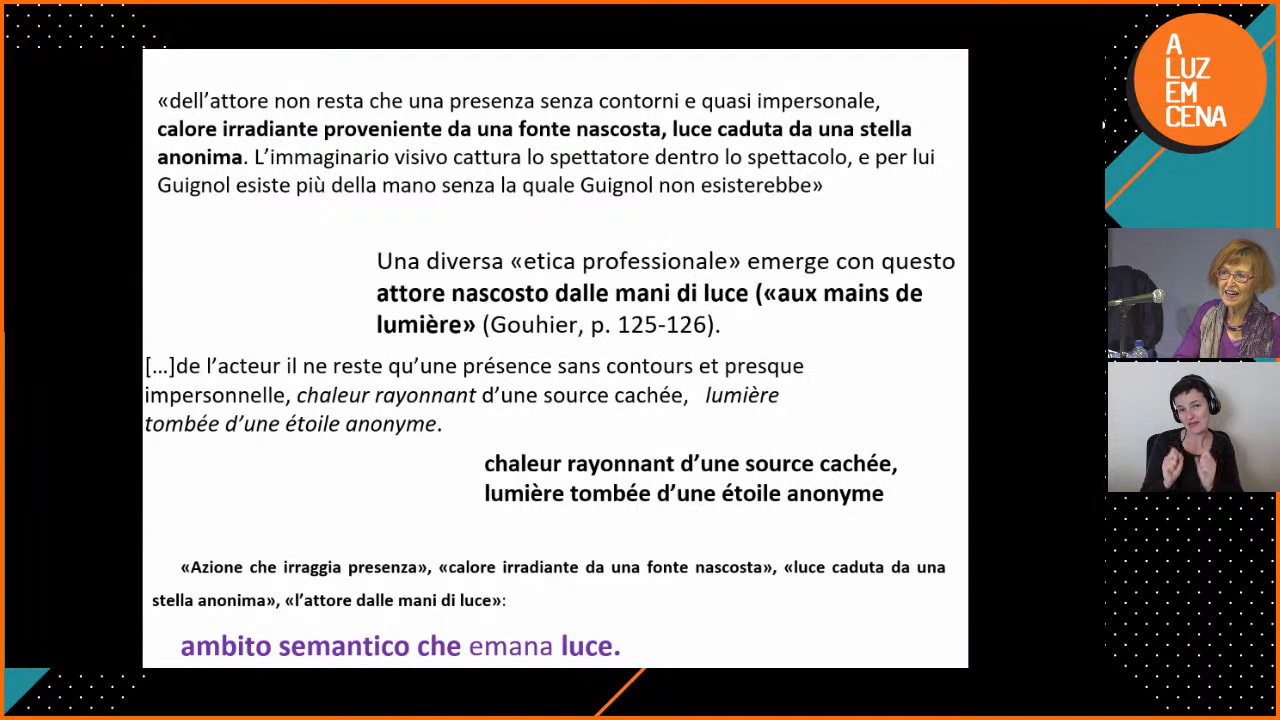 «dell'attore non resta che una presenza senza contorni e quasi impersonale,
calore irradiante proveniente da una fonte nascosta, luce caduta da una stella
anonima. L'immaginario visivo cattura lo spettatore dentro lo spettacolo, e per lui
Guignol esiste più della mano senza la quale Guignol non esisterebbe»
Una diversa «etica professionale» emerge con questo
attore nascosto dalle mani di luce («aux mains de
lumière» (Gouhier, p. 125-126).
[…]de l'acteur il ne reste qu'une présence sans contours et presque
impersonnelle, chaleur rayonnant d'une source cachée, lumière
tombée d'une étoile anonyme.
chaleur rayonnant d'une source cachée,
lumière tombée d'une étoile anonyme
«Azione che irraggia presenza», «calore irradiante da una fonte nascosta», «luce caduta da una
stella anonima», «l'attore dalle mani di luce»:
ambito semantico che emana luce.
A
LUZ
EM
CENA